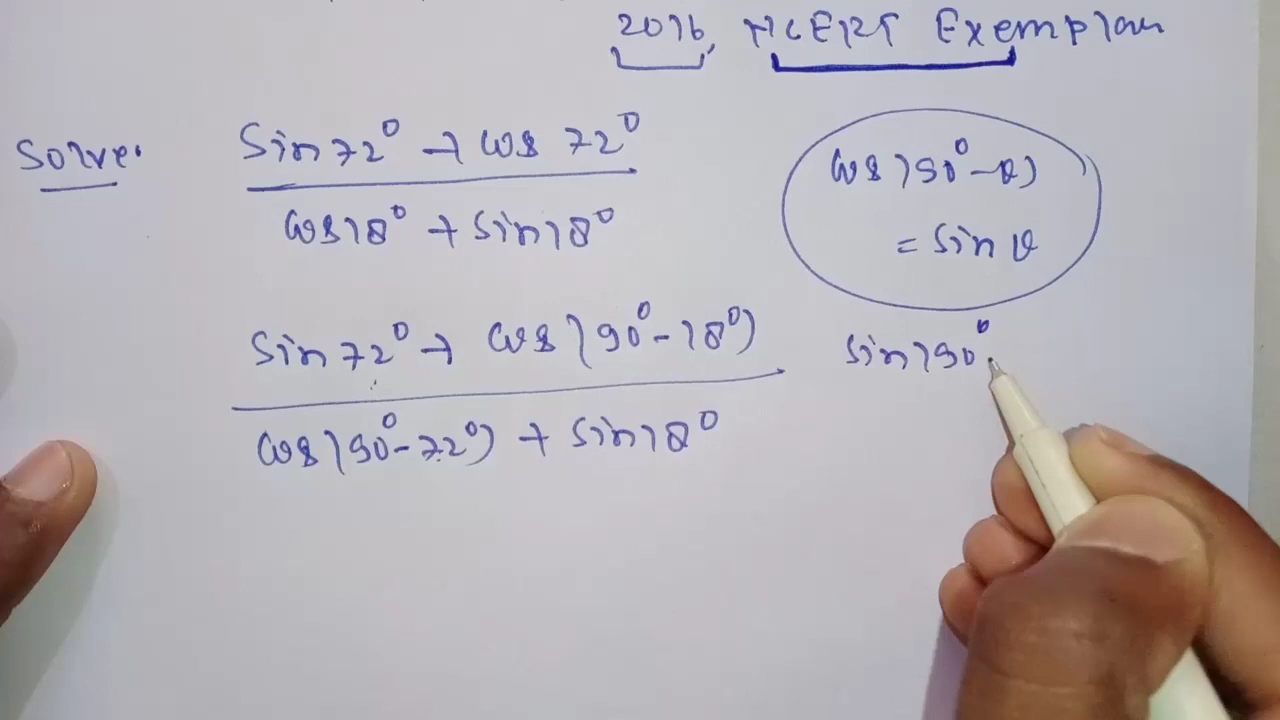 2016, NCERT Exemplar
Solve: sin 72° + cos 72°
cos 18° + sin 18°
cos (90° - θ)
= sin θ
sin 72° + cos (90° - 18°)
cos (90° - 72°) + sin 18°
sin (90°